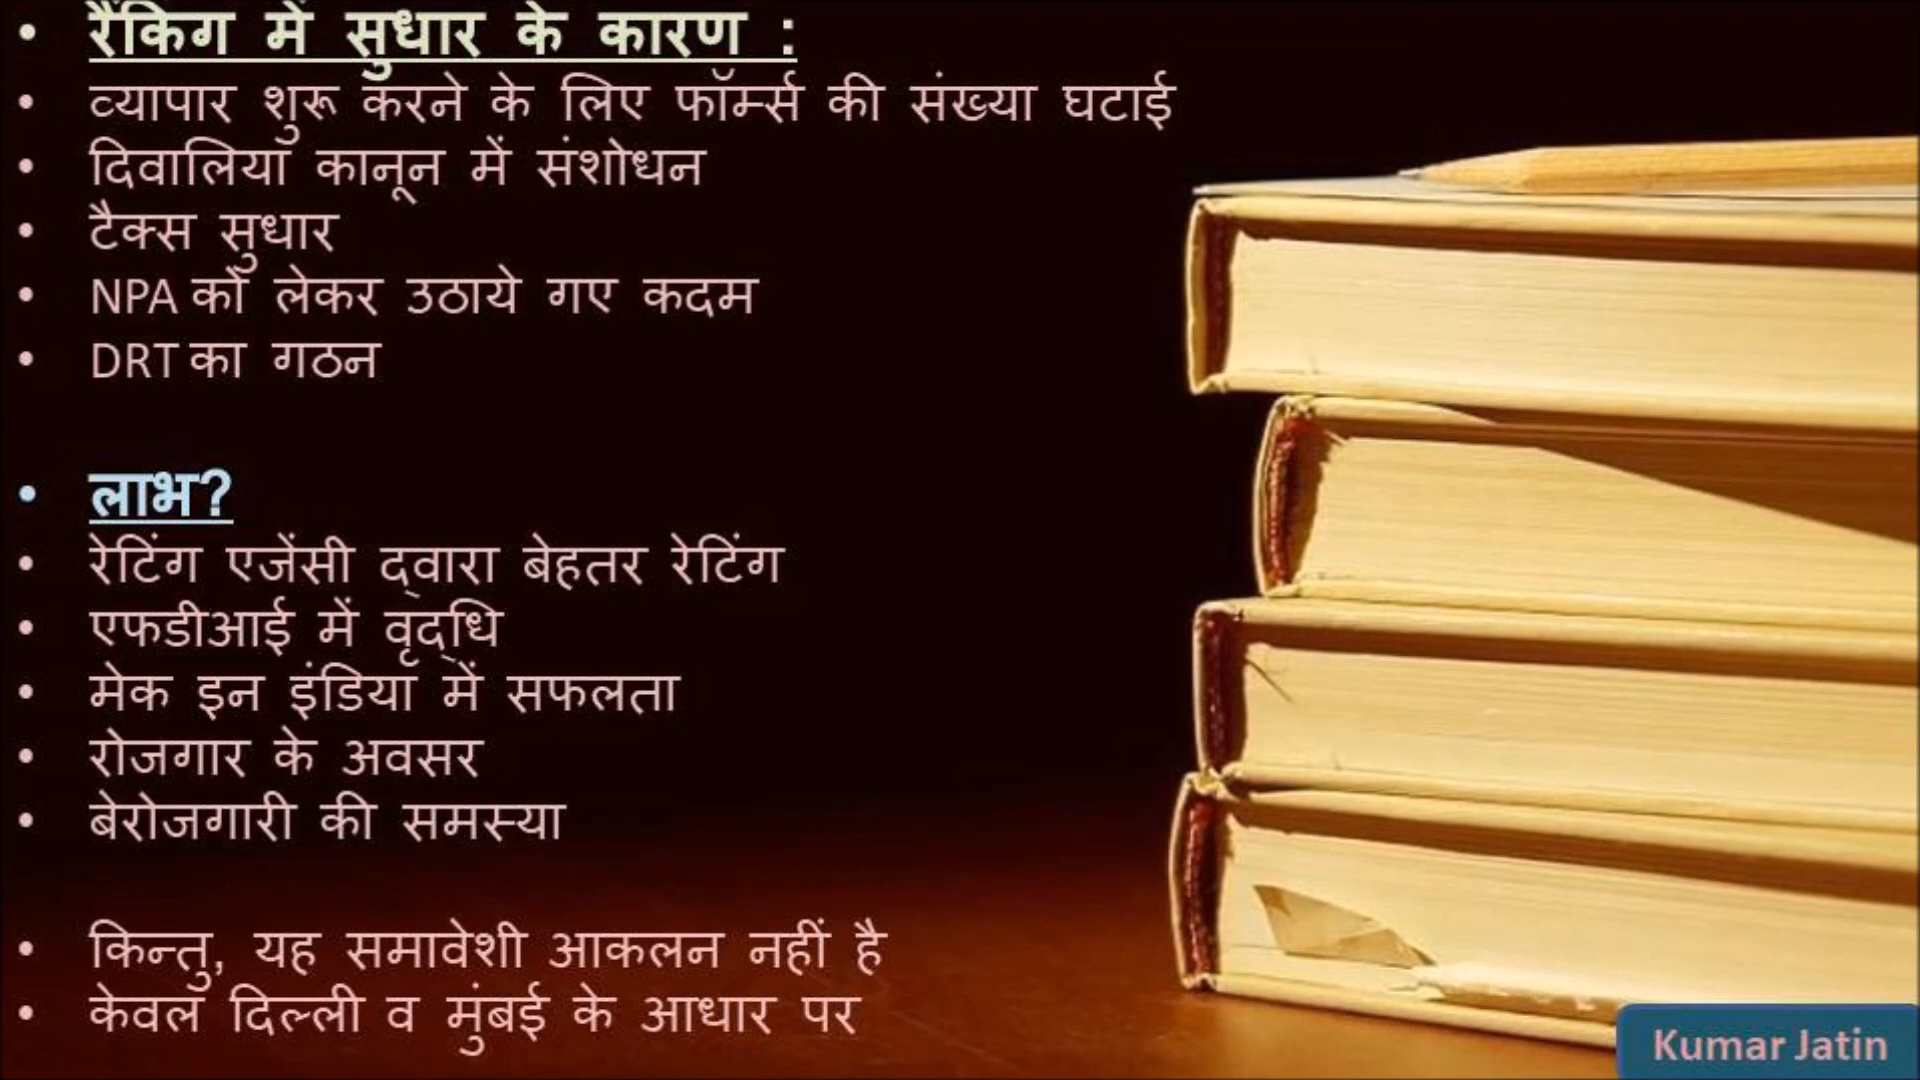 • रैंकिंग में सुधार के कारण :
• व्यापार शुरू करने के लिए फॉर्म्स की संख्या घटाई
• दिवालिया कानून में संशोधन
• टैक्स सुधार
• NPA को लेकर उठाये गए कदम
• DRT का गठन
• लाभ?
• रेटिंग एजेंसी द्वारा बेहतर रेटिंग
• एफडीआई में वृद्धि
• मेक इन इंडिया में सफलता
• रोजगार के अवसर
• बेरोजगारी की समस्या
• किन्तु, यह समावेशी आकलन नहीं है
• केवल दिल्ली व मुंबई के आधार पर
Kumar Jatin